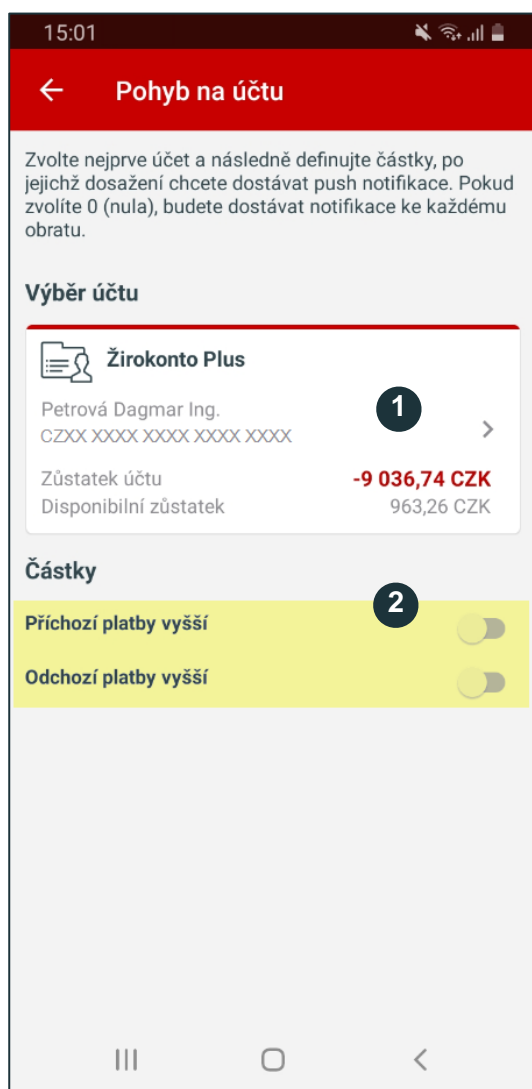 15:01
Pohyb na účtu
Zvolte nejprve účet a následně definujte částky, po
jejichž dosažení chcete dostávat push notifikace. Pokud
zvolíte 0 (nula), budete dostávat notifikace ke každému
obratu.
Výběr účtu
Žirokonto Plus
Petrová Dagmar Ing.
1
CZXX XXXX XXXX XXXX XXXX
Zůstatek účtu -9 036,74 CZK
Disponibilní zůstatek 963,26 CZK
Částky
2
Příchozí platby vyšší
Odchozí platby vyšší